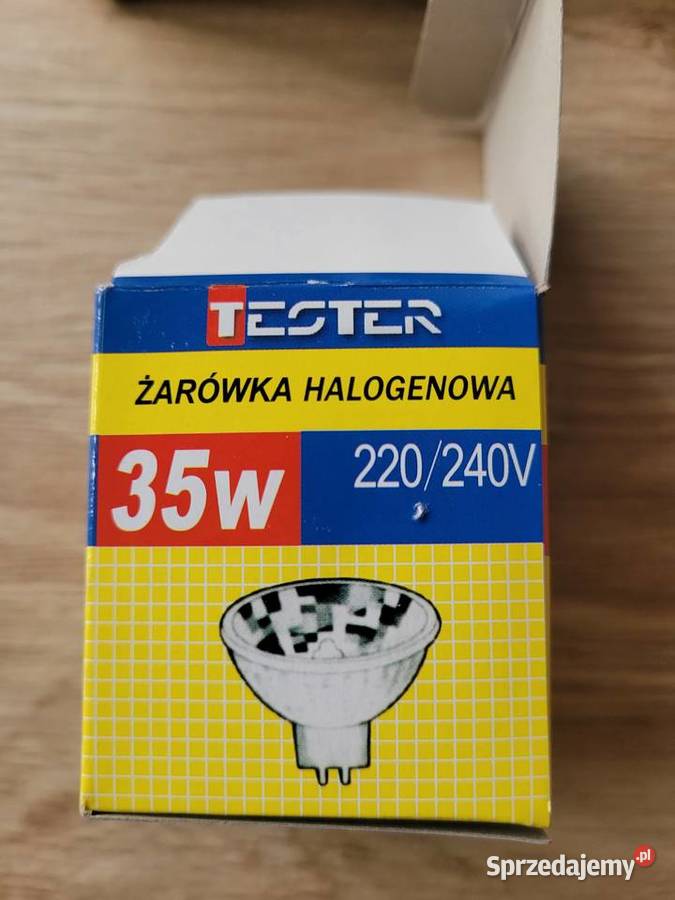 TESTER
ŻARÓWKA HALOGENOWA
35w 220/240V
Sprzedajemy.pl